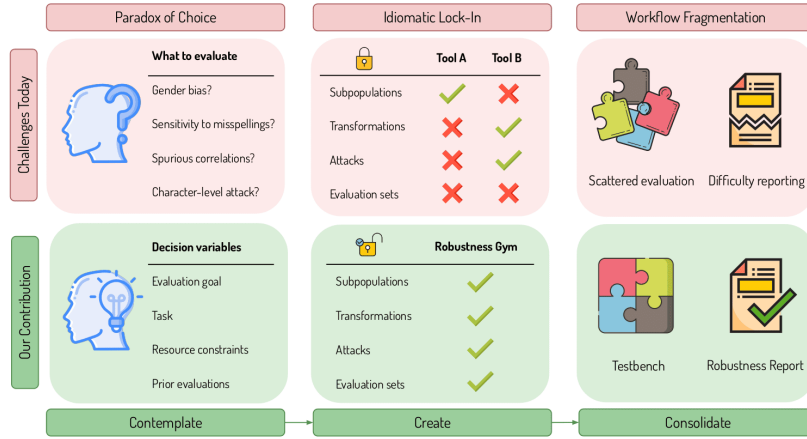 Paradox of Choice
Idiomatic Lock-In
Workflow Fragmentation
Challenges Today
What to evaluate
Gender bias?
Sensitivity to misspellings?
Spurious correlations?
Character-level attack?
Tool A Tool B
Subpopulations
Transformations
Attacks
Evaluation sets
Scattered evaluation
Difficulty reporting
Our Contribution
Decision variables
Evaluation goal
Task
Resource constraints
Prior evaluations
Robustness Gym
Subpopulations
Transformations
Attacks
Evaluation sets
Testbench
Robustness Report
Contemplate
Create
Consolidate